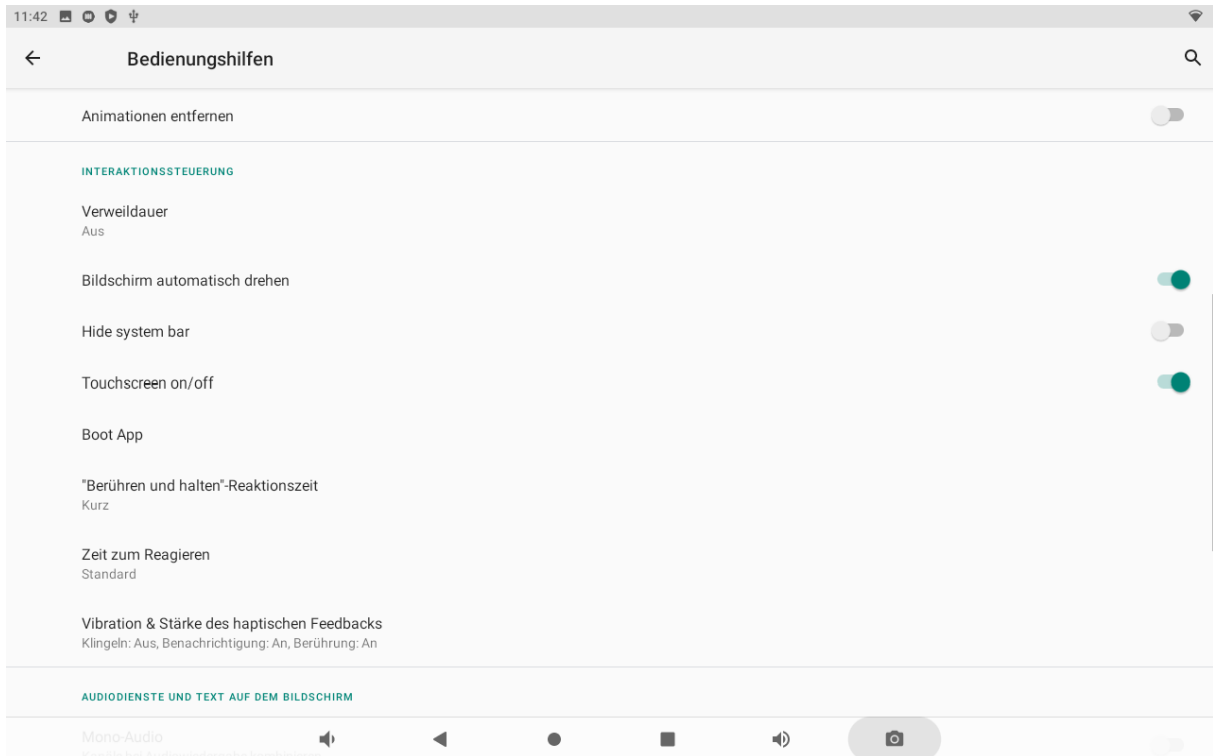 11:42
Bedienungshilfen
Animationen entfernen
INTERAKTIONSSTEUERUNG
Verweildauer
Aus
Bildschirm automatisch drehen
Hide system bar
Touchscreen on/off
Boot App
"Berühren und halten"-Reaktionszeit
Kurz
Zeit zum Reagieren
Standard
Vibration & Stärke des haptischen Feedbacks
Klingeln: Aus, Benachrichtigung: An, Berührung: An
AUDIODIENSTE UND TEXT AUF DEM BILDSCHIRM
Mono-Audio